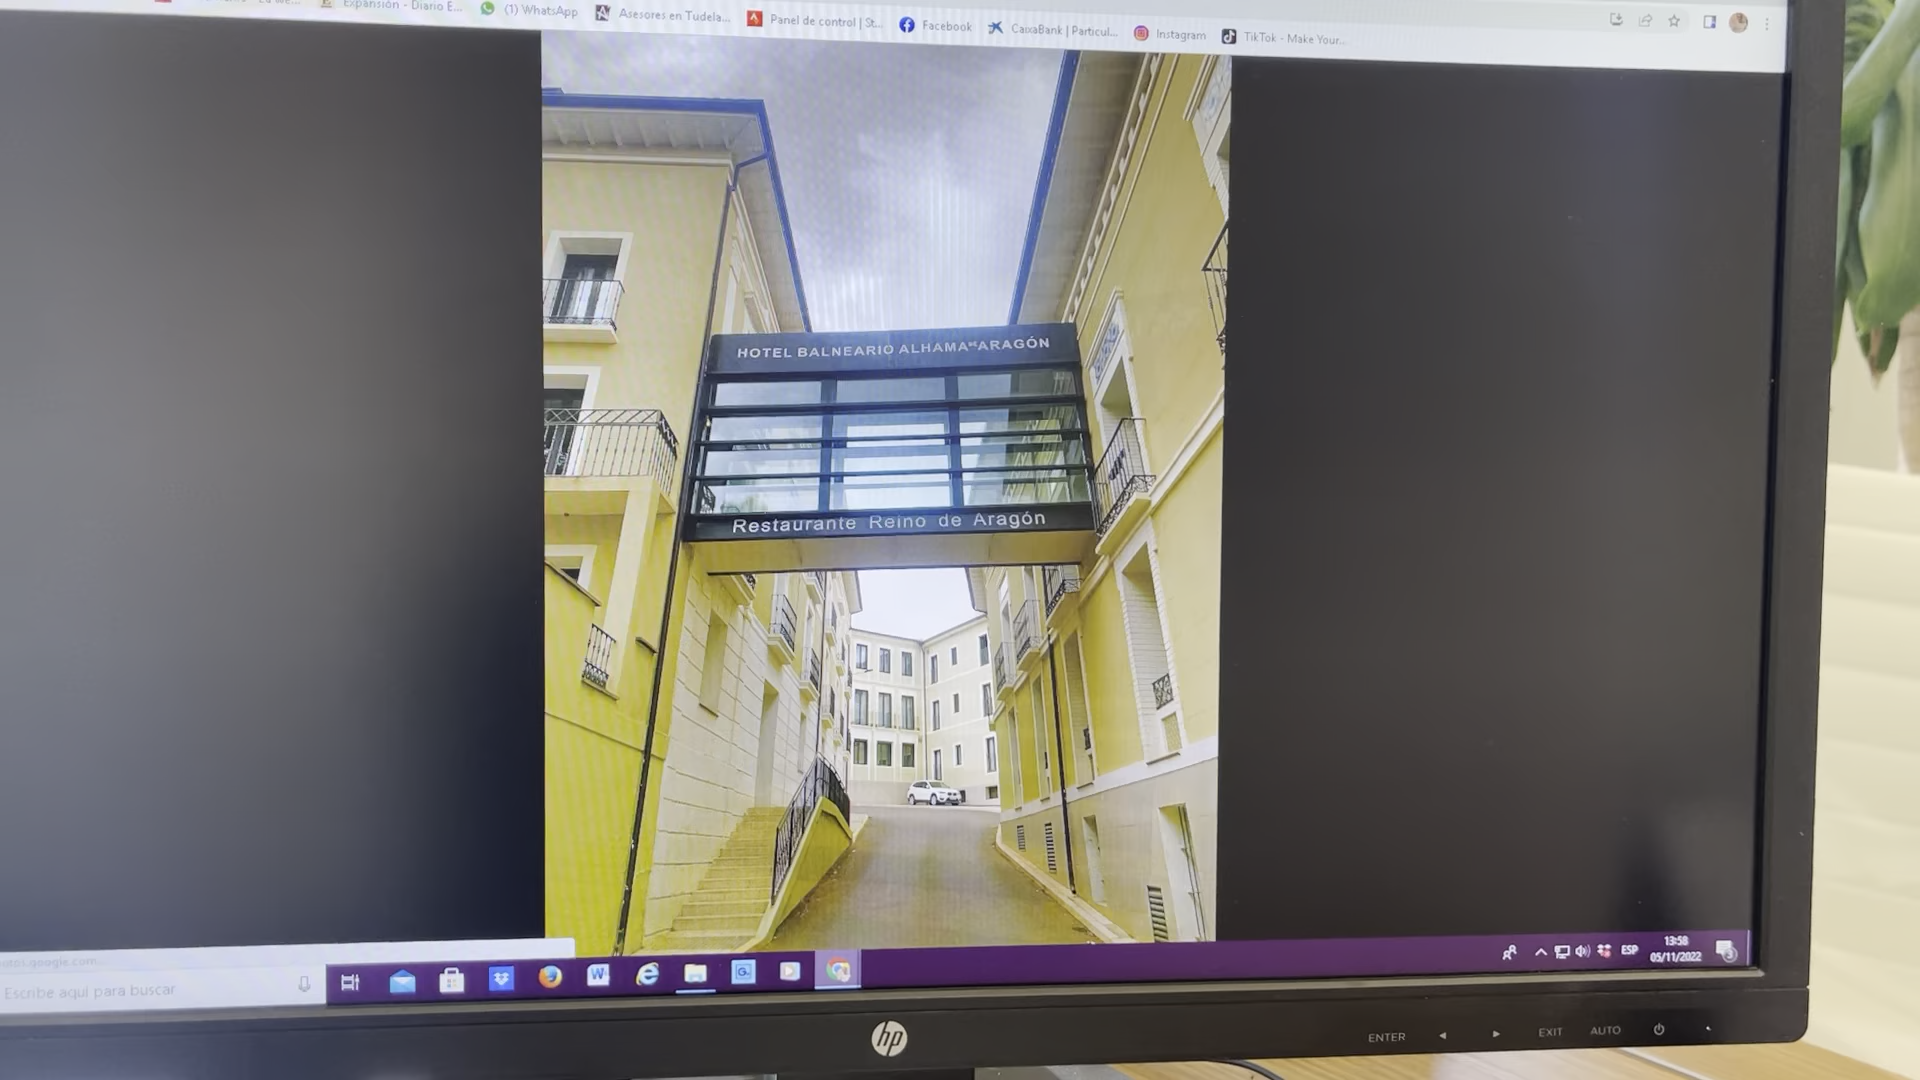 Expansión - Diario E...
(1) WhatsApp
Asesores en Tudela...
Panel de control | St...
Facebook
CaixaBank | Particul...
Instagram
TikTok - Make Your...
HOTEL BALNEARIO ALHAMA DE ARAGÓN
Restaurante Reino de Aragón
Escribe aquí para buscar
ESP
13:58
05/11/2022
3
hp
ENTER
EXIT
AUTO